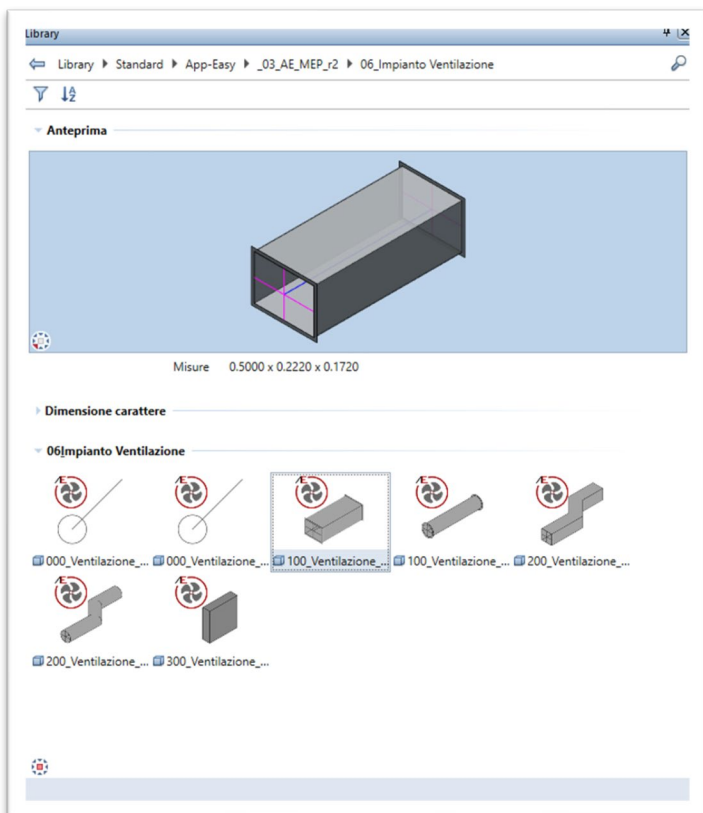 Library
Library Standard App-Easy _03_AE_MEP_r2 06_Impianto Ventilazione
Anteprima
Misure 0.5000 x 0.2220 x 0.1720
Dimensione carattere
06Impianto Ventilazione
000_Ventilazione_... 000_Ventilazione_... 100_Ventilazione_... 100_Ventilazione_... 200_Ventilazione_...
200_Ventilazione_... 300_Ventilazione_...